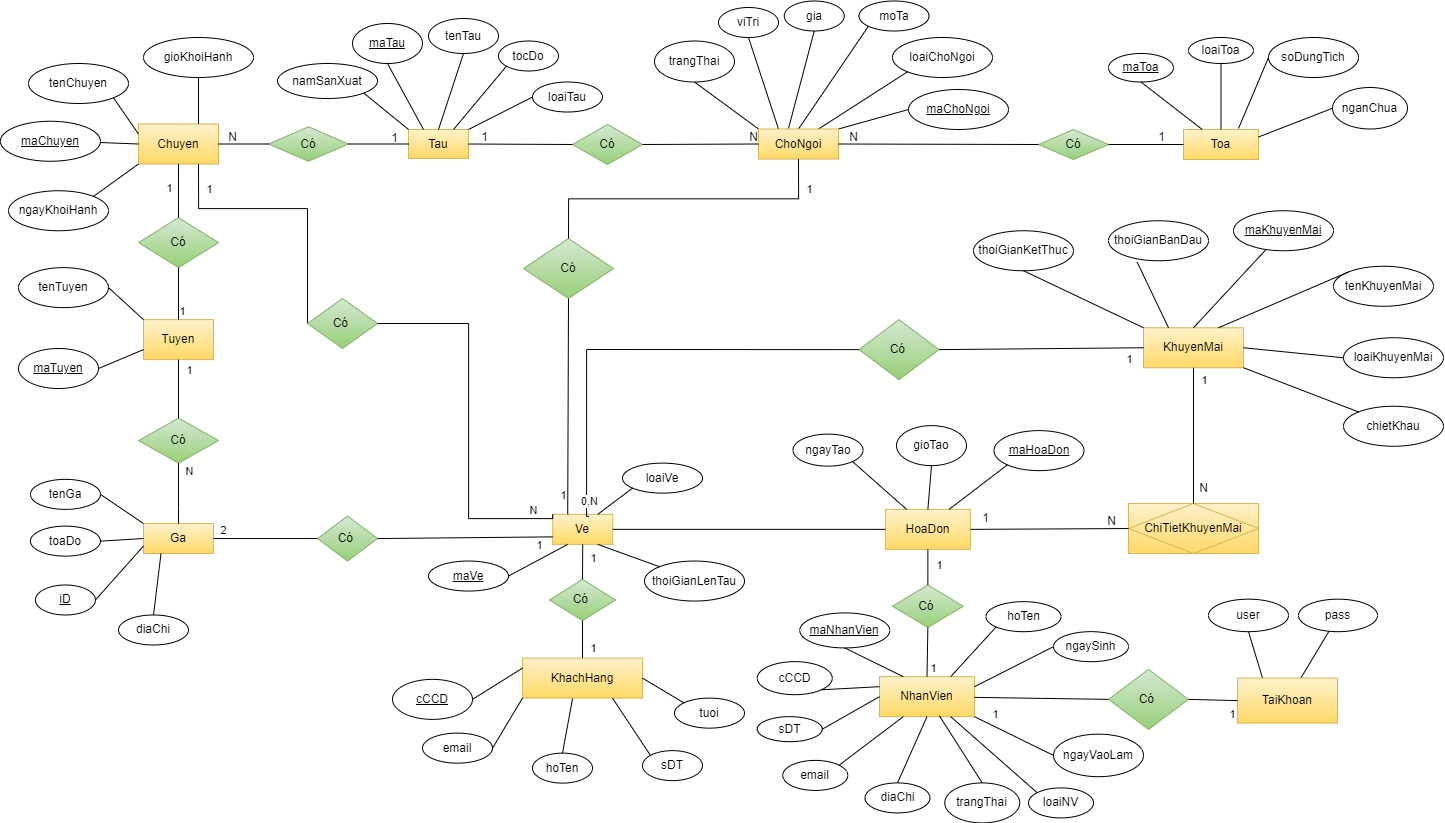 gioKhoiHanh
tenChuyen
maChuyen
ngayKhoiHanh
Chuyen
N
Có
1
namSanXuat
maTau
tenTau
tocDo
loaiTau
Tau
1
Có
N
trangThai
viTri
gia
moTa
loaiChoNgoi
maChoNgoi
ChoNgoi
N
Có
1
maToa
loaiToa
soDungTich
nganChua
Toa
1
1
1
Có
Có
Có
1
tenTuyen
maTuyen
Tuyen
1
Có
N
thoiGianKetThuc
thoiGianBanDau
maKhuyenMai
tenKhuyenMai
loaiKhuyenMai
chietKhau
KhuyenMai
1
1
Có
0,N
1
N
tenGa
toaDo
iD
diaChi
Ga
2
Có
1
loaiVe
Ve
maVe
thoiGianLenTau
1
Có
1
ngayTao
gioTao
maHoaDon
HoaDon
1
N
N
ChiTietKhuyenMai
1
Có
1
KhachHang
cCCD
email
hoTen
sDT
tuoi
maNhanVien
hoTen
ngaySinh
cCCD
sDT
email
diaChi
trangThai
loaiNV
ngayVaoLam
NhanVien
1
Có
1
user
pass
TaiKhoan